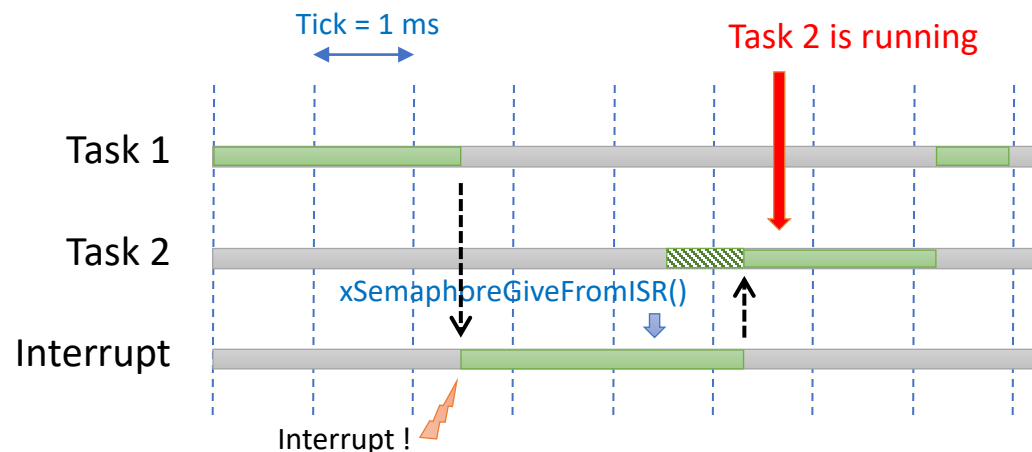 Tick = 1 ms
Task 2 is running
Task 1
Task 2
xSemaphoreGiveFromISR()
Interrupt
Interrupt !